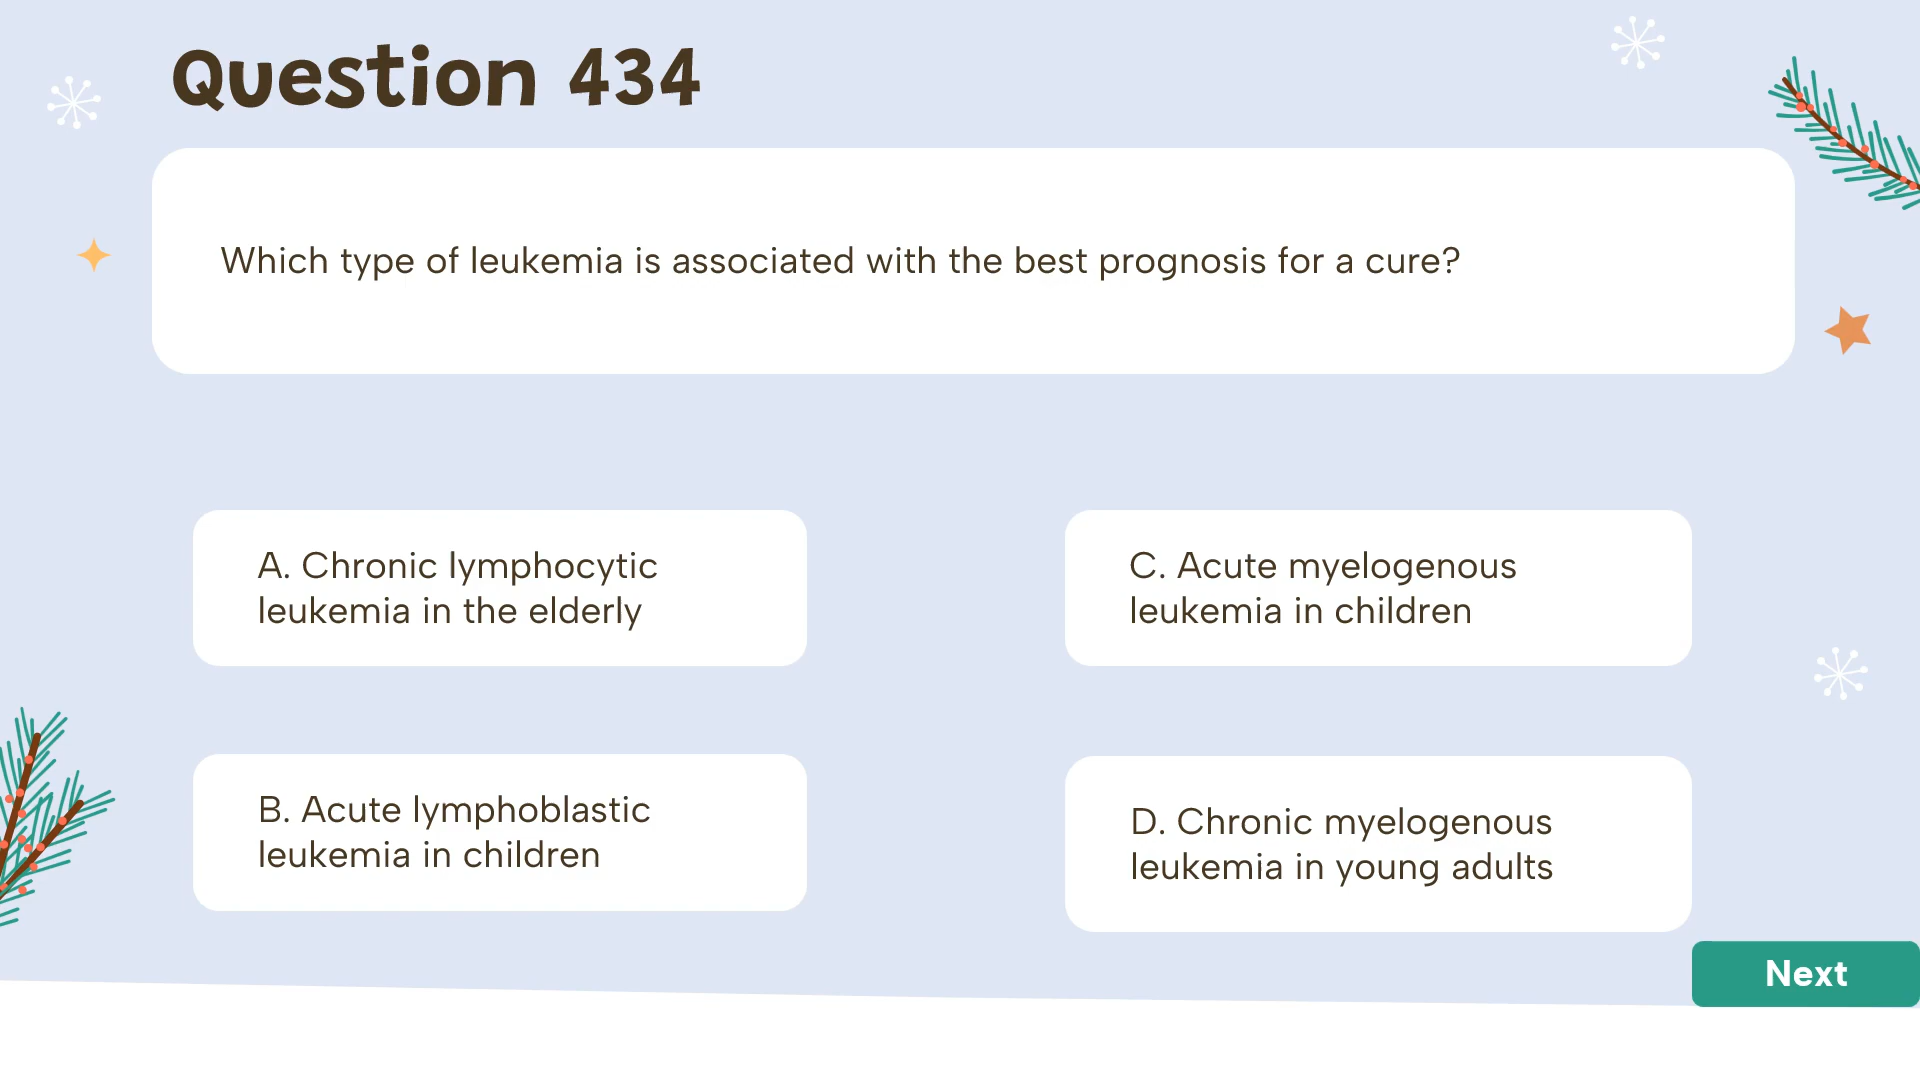 Question 434
Which type of leukemia is associated with the best prognosis for a cure?
A. Chronic lymphocytic
leukemia in the elderly
B. Acute lymphoblastic
leukemia in children
C. Acute myelogenous
leukemia in children
D. Chronic myelogenous
leukemia in young adults
Next